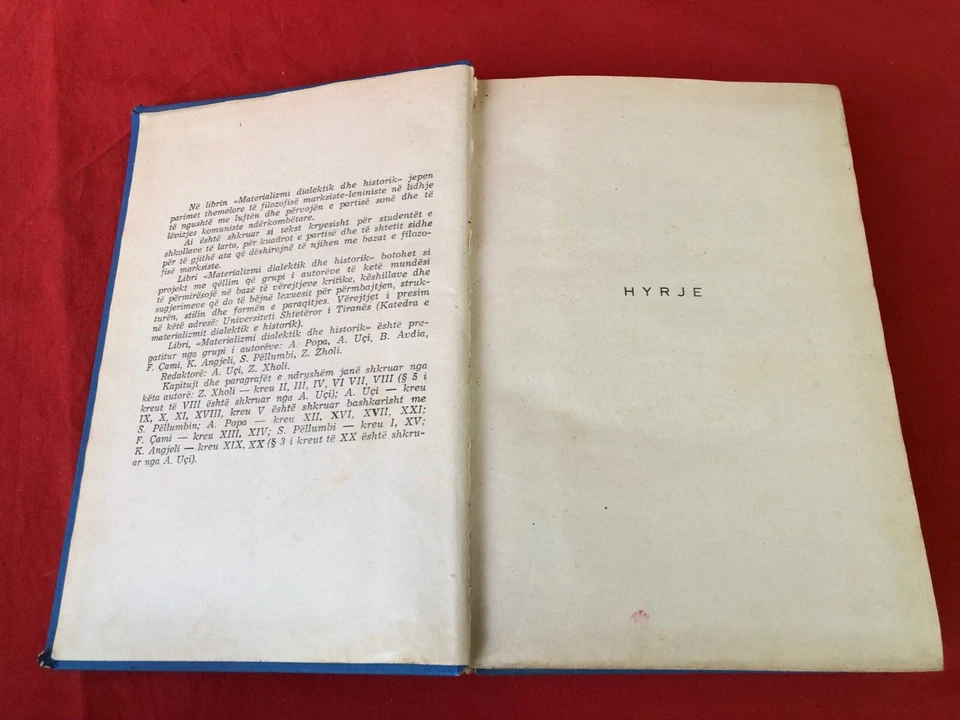 Në librin «Materializmi dialektik dhe historik» jepen
parimet themelore të filozofisë marksiste-leniniste në lidhje
të ngushtë me luftën dhe përvojën e partisë sonë dhe të
lëvizjes komuniste ndërkombëtare.
Ai është shkruar si tekst kryesisht për studentët e
shkollave të larta, për kuadrot e partisë dhe të shtetit sidhe
për të gjithë ata që dëshirojnë të njihen me bazat e filozo-
fisë marksiste.
Libri «Materializmi dialektik dhe historik» botohet si
projekt me qëllim që grupi i autorëve të ketë mundësi
të përmirësojë në bazë të vërejtjeve kritike, këshillave dhe
sugjerimeve që do të bëjnë lexuesit për përmbajtjen, struk-
turën, stilin dhe formën e paraqitjes. Vërejtjet i presim
në këtë adresë: Universiteti Shtetëror i Tiranës (Katedra e
materializmit dialektik e historik).
Libri, «Materializmi dialektik dhe historik» është pre-
gatitur nga grupi i autorëve: A. Popa, A. Uçi, B. Avdia,
F. Çami, K. Angjeli, S. Pëllumbi, Z. Zholi.
Redaktorë: A. Uçi, Z. Xholi.
Kapitujt dhe paragrafët e ndryshëm janë shkruar nga
këta autorë: Z. Xholi — kreu II, III, IV, VI VII, VIII (§ 5 i
kreut të VIII është shkruar nga A. Uçi); A. Uçi — kreu
IX, X, XI, XVIII, kreu V është shkruar bashkarisht me
S. Pëllumbin; A. Popa — kreu XII, XVI, XVII, XXI;
F. Çami — kreu XIII, XIV; S. Pëllumbi — kreu I, XV;
K. Angjeli — kreu XIX, XX (§ 3 i kreut të XX është shkru-
ar nga A. Uçi).
HYRJE